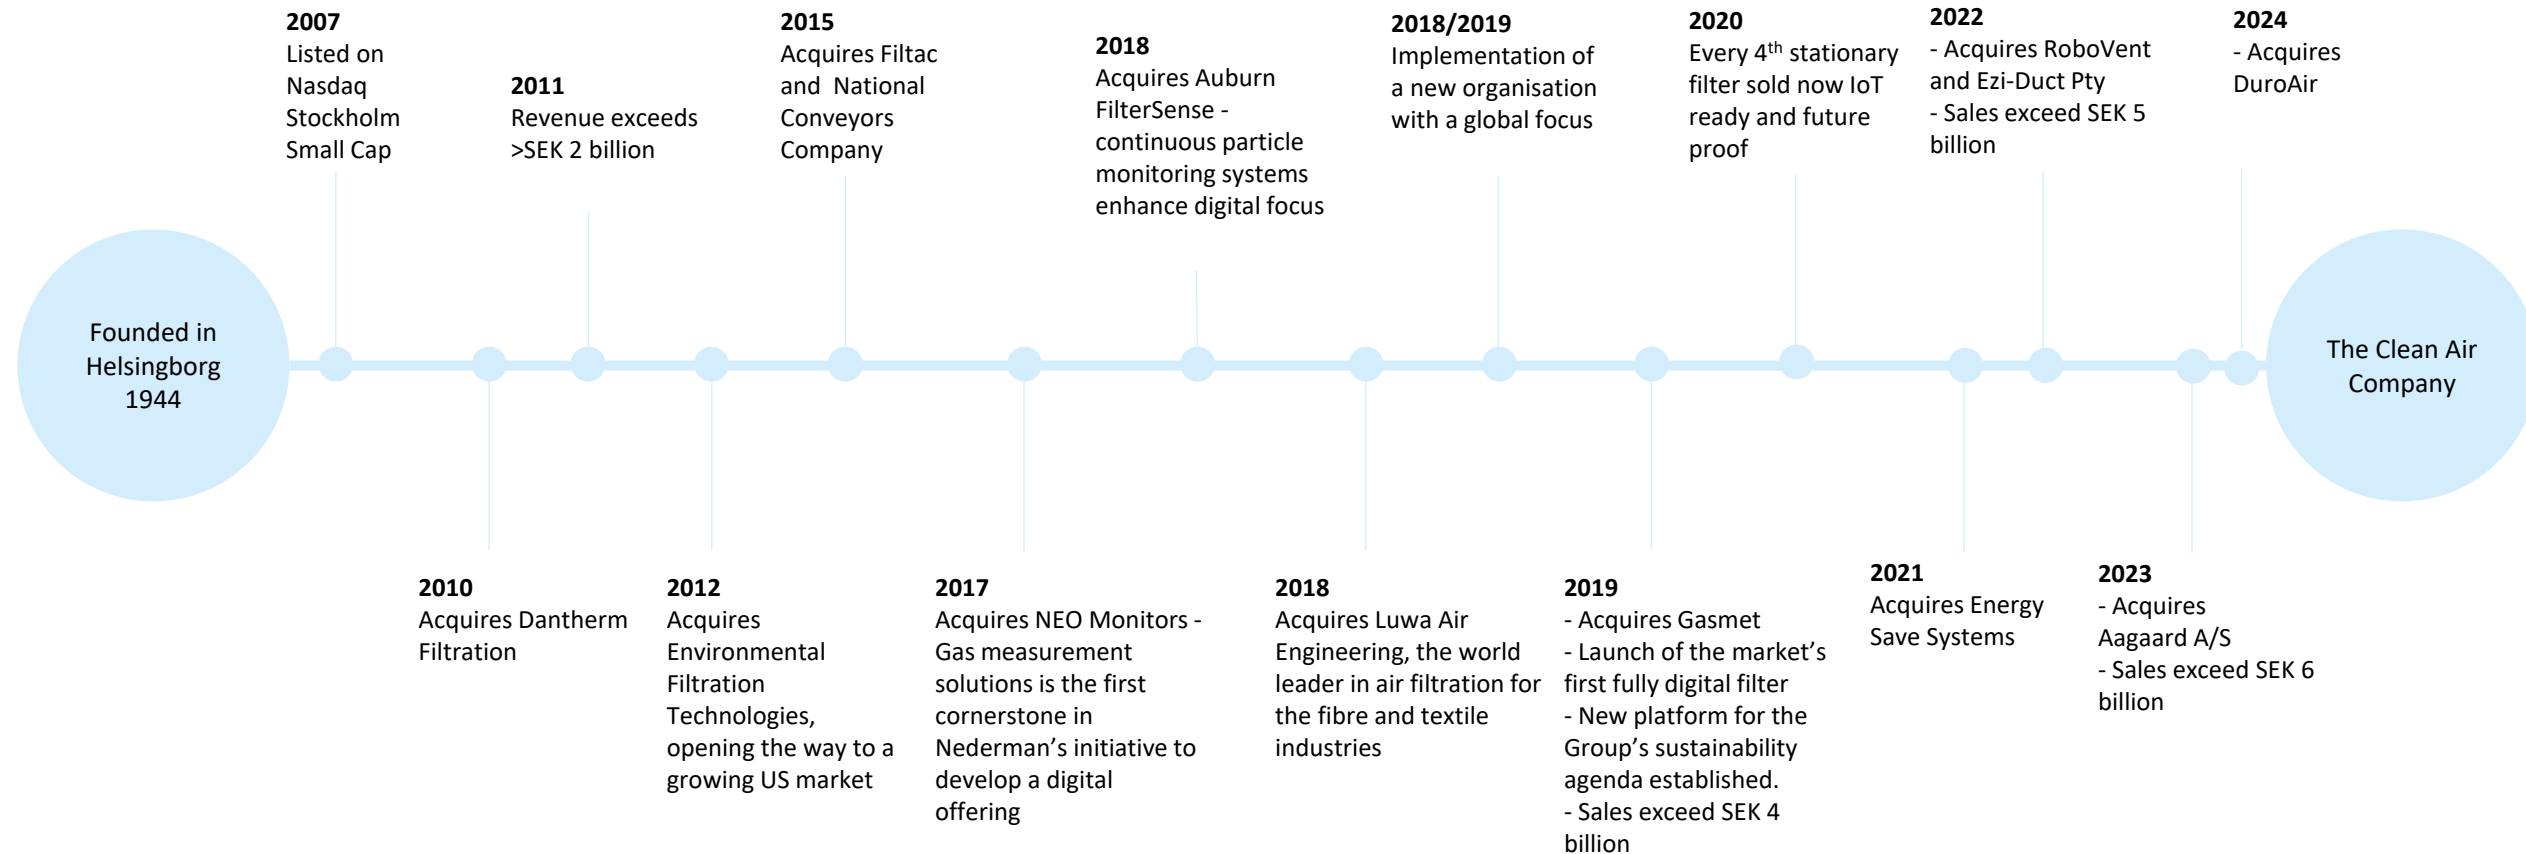 Founded in
Helsingborg
1944
2007
Listed on
Nasdaq
Stockholm
Small Cap
2010
Acquires Dantherm
Filtration
2011
Revenue exceeds
>SEK 2 billion
2012
Acquires
Environmental
Filtration
Technologies,
opening the way to a
growing US market
2015
Acquires Filtac
and National
Conveyors
Company
2017
Acquires NEO Monitors -
Gas measurement
solutions is the first
cornerstone in
Nederman’s initiative to
develop a digital
offering
2018
Acquires Auburn
FilterSense -
continuous particle
monitoring systems
enhance digital focus
2018
Acquires Luwa Air
Engineering, the world
leader in air filtration for
the fibre and textile
industries
2018/2019
Implementation of
a new organisation
with a global focus
2019
- Acquires Gasmet
- Launch of the market’s
first fully digital filter
- New platform for the
Group’s sustainability
agenda established.
- Sales exceed SEK 4
billion
2020
Every 4th stationary
filter sold now IoT
ready and future
proof
2021
Acquires Energy
Save Systems
2022
- Acquires RoboVent
and Ezi-Duct Pty
- Sales exceed SEK 5
billion
2023
- Acquires
Aagaard A/S
- Sales exceed SEK 6
billion
2024
- Acquires
DuroAir
The Clean Air
Company